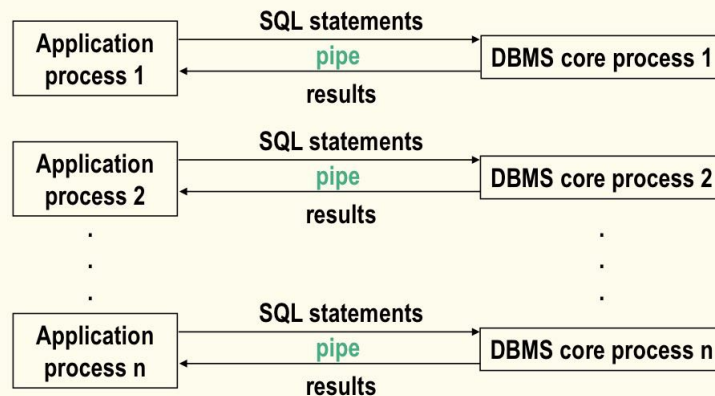 SQL statements
Application
process 1
pipe
DBMS core process 1
results
SQL statements
Application
process 2
pipe
DBMS core process 2
results
.
.
.
.
.
.
SQL statements
Application
process n
pipe
DBMS core process n
results